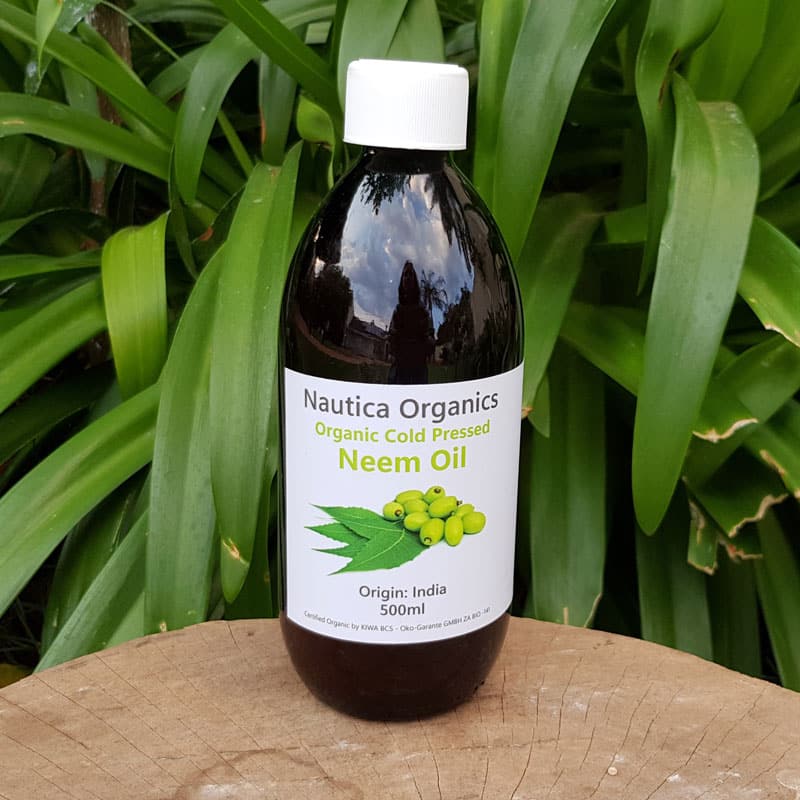 Nautica Organics
Organic Cold Pressed
Neem Oil
Origin: India
500ml
Certified Organic by KIWA BCS - Oko-Garante GMBH ZA BIO -141